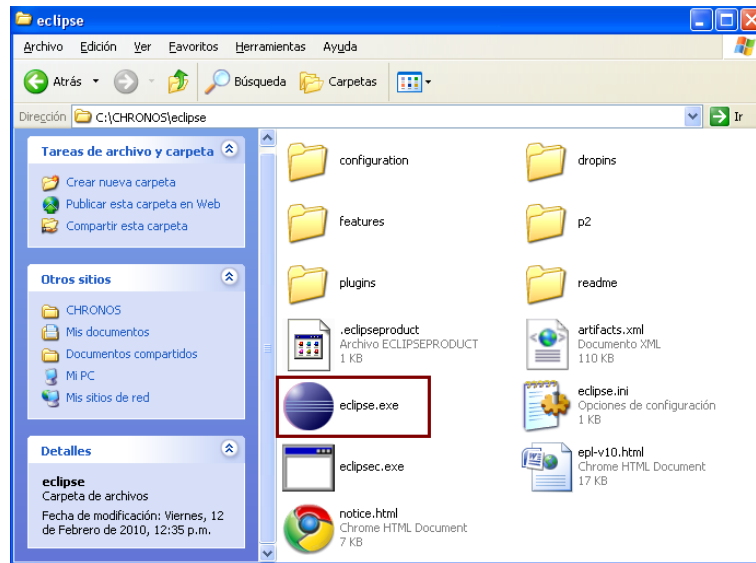 eclipse
Archivo Edición Ver Favoritos Herramientas Ayuda
Atrás Búsqueda Carpetas
Dirección C:\CHRONOS\eclipse Ir
Tareas de archivo y carpeta
Crear nueva carpeta
Publicar esta carpeta en Web
Compartir esta carpeta
Otros sitios
CHRONOS
Mis documentos
Documentos compartidos
Mi PC
Mis sitios de red
Detalles
eclipse
Carpeta de archivos
Fecha de modificación: Viernes, 12
de Febrero de 2010, 12:35 p.m.
configuration
dropins
features
p2
plugins
readme
.eclipseproduct
Archivo ECLIPSEPRODUCT
1 KB
artifacts.xml
Documento XML
110 KB
eclipse.exe
eclipse.ini
Opciones de configuración
1 KB
eclipsec.exe
epl-v10.html
Chrome HTML Document
17 KB
notice.html
Chrome HTML Document
7 KB